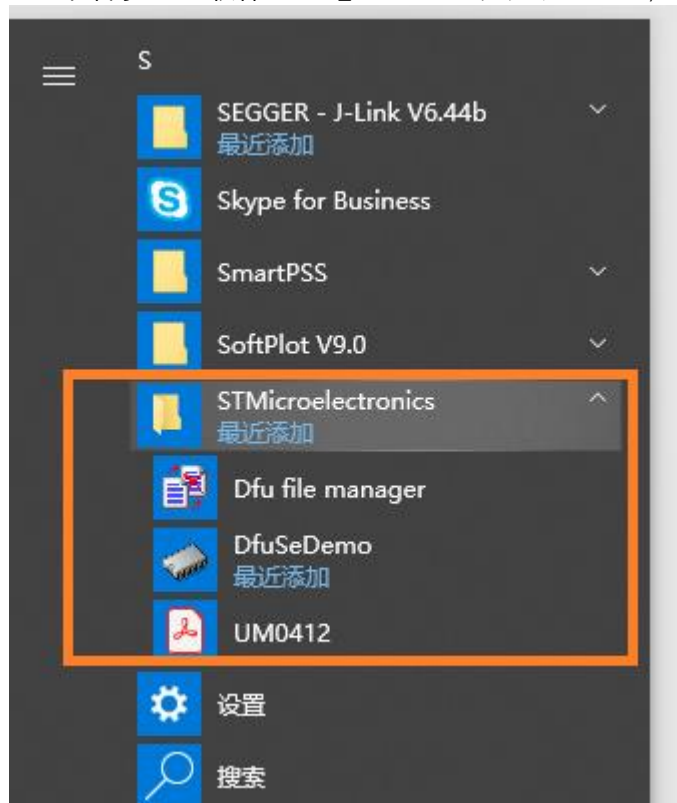 S
SEGGER - J-Link V6.44b
最近添加
Skype for Business
SmartPSS
SoftPlot V9.0
STMicroelectronics
最近添加
Dfu file manager
DfuSeDemo
最近添加
UM0412
设置
搜索